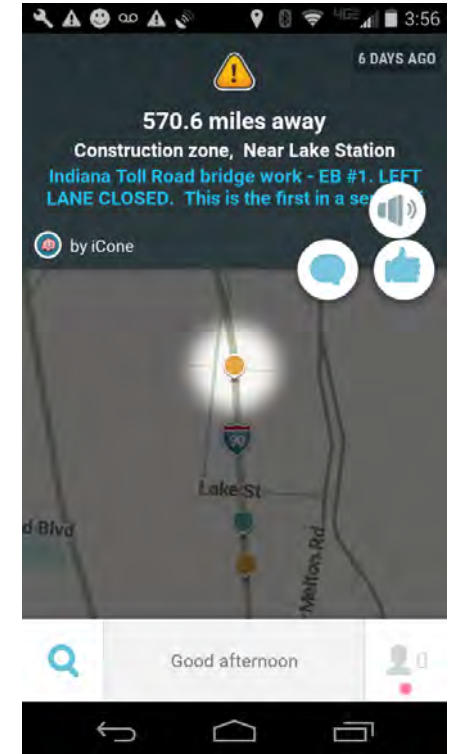 4G
3:56
6 DAYS AGO
570.6 miles away
Construction zone, Near Lake Station
Indiana Toll Road bridge work - EB #1. LEFT
LANE CLOSED. This is the first in a
by iCone
90
Lake St
d Blvd
Melton Rd
Good afternoon
0